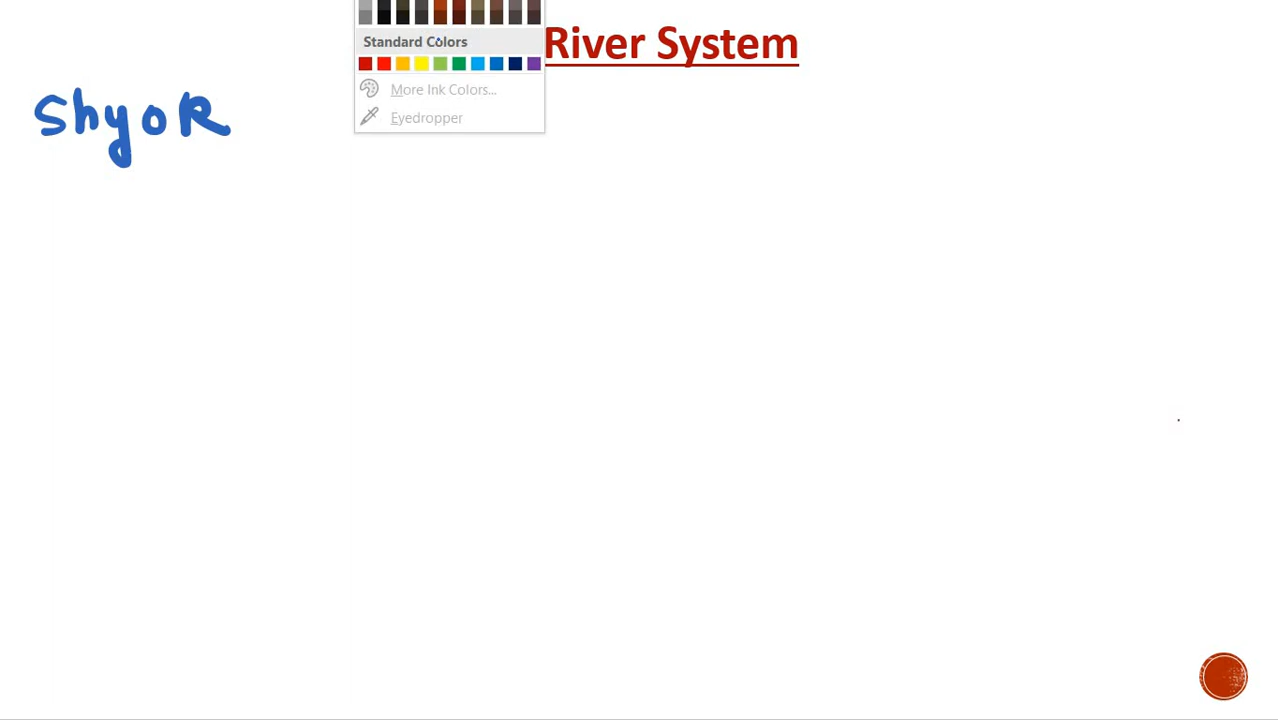 River System
Standard Colors
More Ink Colors...
Eyedropper
ShyoR